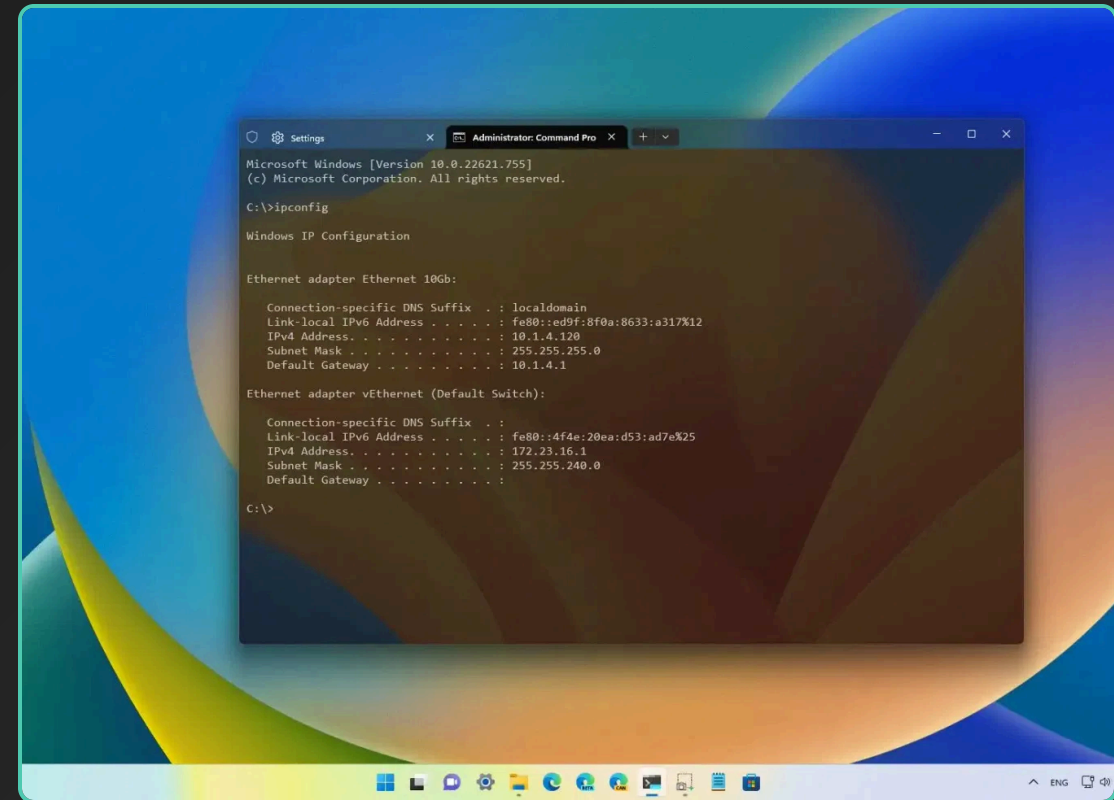 Settings
Administrator: Command Pro
Microsoft Windows [Version 10.0.22621.755]
(c) Microsoft Corporation. All rights reserved.
C:\>ipconfig
Windows IP Configuration
Ethernet adapter Ethernet 10Gb:
Connection-specific DNS Suffix  . : localdomain
Link-local IPv6 Address . . . . . : fe80::ed9f:8f0a:8633:a317%12
IPv4 Address. . . . . . . . . . . : 10.1.4.120
Subnet Mask . . . . . . . . . . . : 255.255.255.0
Default Gateway . . . . . . . . . : 10.1.4.1
Ethernet adapter vEthernet (Default Switch):
Connection-specific DNS Suffix  . :
Link-local IPv6 Address . . . . . : fe80::4f4e:20ea:d53:ad7e%25
IPv4 Address. . . . . . . . . . . : 172.23.16.1
Subnet Mask . . . . . . . . . . . : 255.255.240.0
Default Gateway . . . . . . . . . :
C:\>
ENG